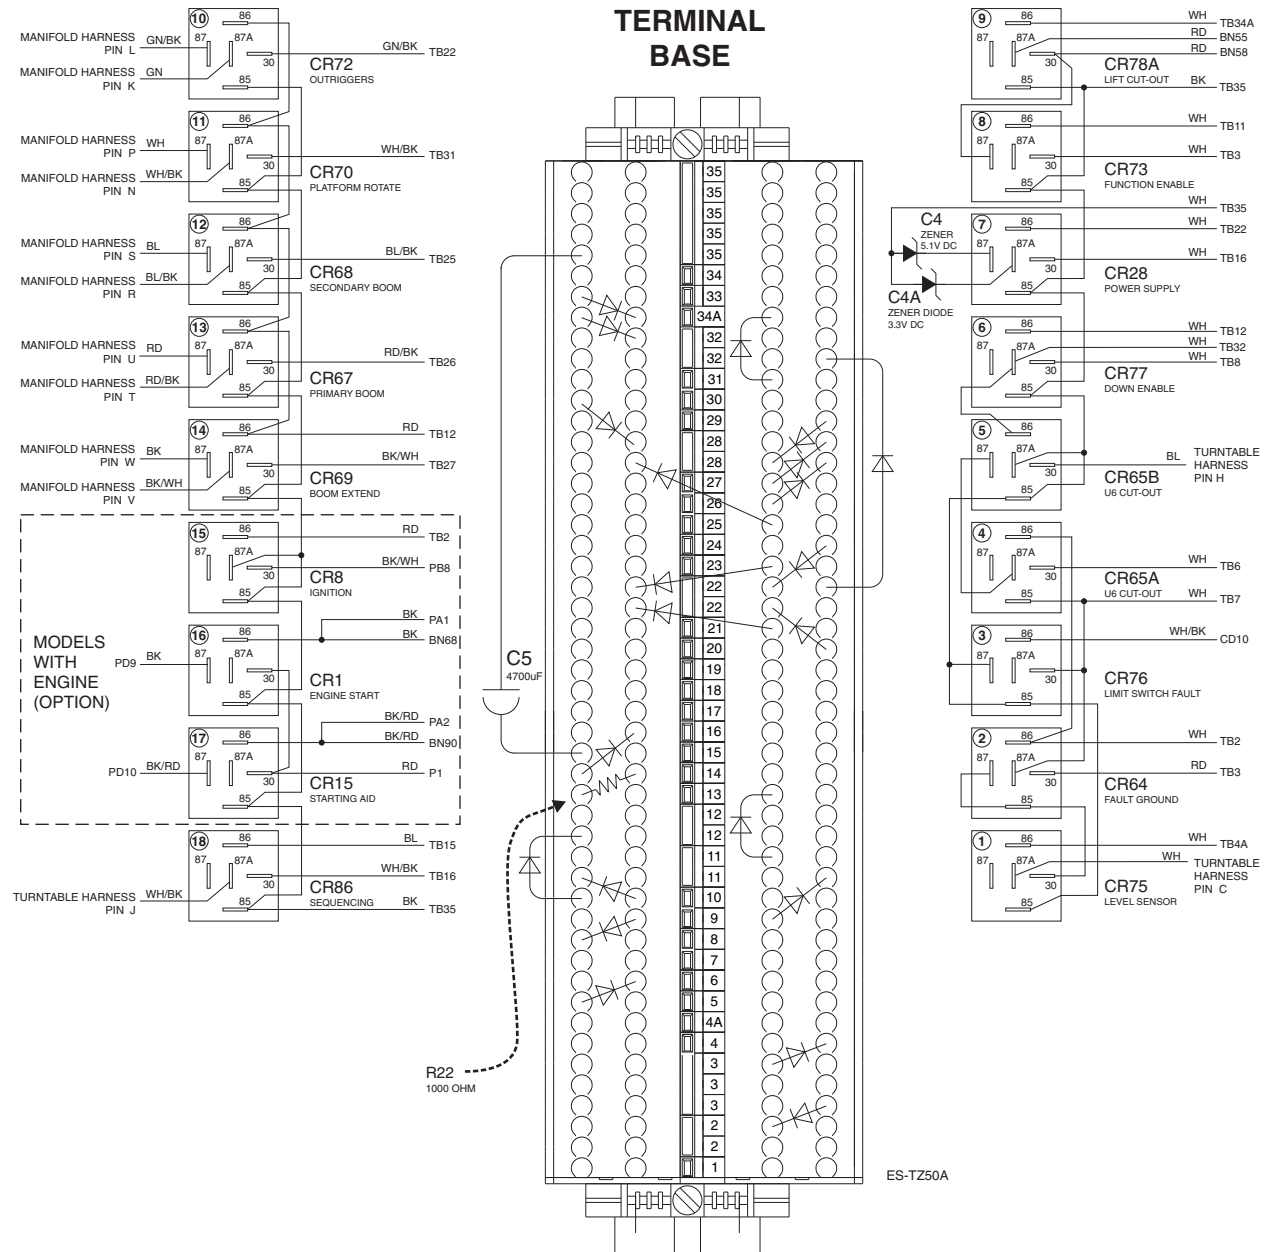 TERMINAL
BASE
10
86
87
87A
30
85
MANIFOLD HARNESS
PIN L
GN/BK
MANIFOLD HARNESS
PIN K
GN
GN/BK
TB22
CR72
OUTRIGGERS
11
86
87
87A
30
85
MANIFOLD HARNESS
PIN P
WH
MANIFOLD HARNESS
PIN N
WH/BK
WH/BK
TB31
CR70
PLATFORM ROTATE
12
86
87
87A
30
85
MANIFOLD HARNESS
PIN S
BL
MANIFOLD HARNESS
PIN R
BL/BK
BL/BK
TB25
CR68
SECONDARY BOOM
13
86
87
87A
30
85
MANIFOLD HARNESS
PIN U
RD
MANIFOLD HARNESS
PIN T
RD/BK
RD/BK
TB26
CR67
PRIMARY BOOM
14
86
87
87A
30
85
MANIFOLD HARNESS
PIN W
BK
MANIFOLD HARNESS
PIN V
BK/WH
RD
TB12
BK/WH
TB27
CR69
BOOM EXTEND
MODELS
WITH
ENGINE
(OPTION)
15
86
87
87A
30
85
RD
TB2
BK/WH
PB8
CR8
IGNITION
16
86
87
87A
30
85
PD9
BK
BK
PA1
BK
BN68
CR1
ENGINE START
17
86
87
87A
30
85
PD10
BK/RD
BK/RD
PA2
BK/RD
BN90
RD
P1
CR15
STARTING AID
18
86
87
87A
30
85
TURNTABLE HARNESS
PIN J
WH/BK
BL
TB15
WH/BK
TB16
BK
TB35
CR86
SEQUENCING
C5
4700uF
R22
1000 OHM
35
35
35
35
35
34
33
34A
32
32
31
30
29
28
28
27
26
25
24
23
22
22
21
20
19
18
17
16
15
14
13
12
12
11
11
10
9
8
7
6
5
4A
4
3
3
3
2
2
1
ES-TZ50A
9
86
87
87A
30
85
WH
TB34A
RD
BN55
RD
BN58
BK
TB35
CR78A
LIFT CUT-OUT
8
86
87
87A
30
85
WH
TB11
WH
TB3
CR73
FUNCTION ENABLE
WH
TB35
C4
ZENER
5.1V DC
C4A
ZENER DIODE
3.3V DC
7
86
87
87A
30
85
WH
TB22
WH
TB16
CR28
POWER SUPPLY
6
86
87
87A
30
85
WH
TB12
WH
TB32
WH
TB8
CR77
DOWN ENABLE
5
86
87
87A
30
85
BL
TURNTABLE
HARNESS
PIN H
CR65B
U6 CUT-OUT
4
86
87
87A
30
85
WH
TB6
WH
TB7
CR65A
U6 CUT-OUT
3
86
87
87A
30
85
WH/BK
CD10
CR76
LIMIT SWITCH FAULT
2
86
87
87A
30
85
WH
TB2
RD
TB3
CR64
FAULT GROUND
1
86
87
87A
30
85
WH
TB4A
WH
TURNTABLE
HARNESS
PIN C
CR75
LEVEL SENSOR